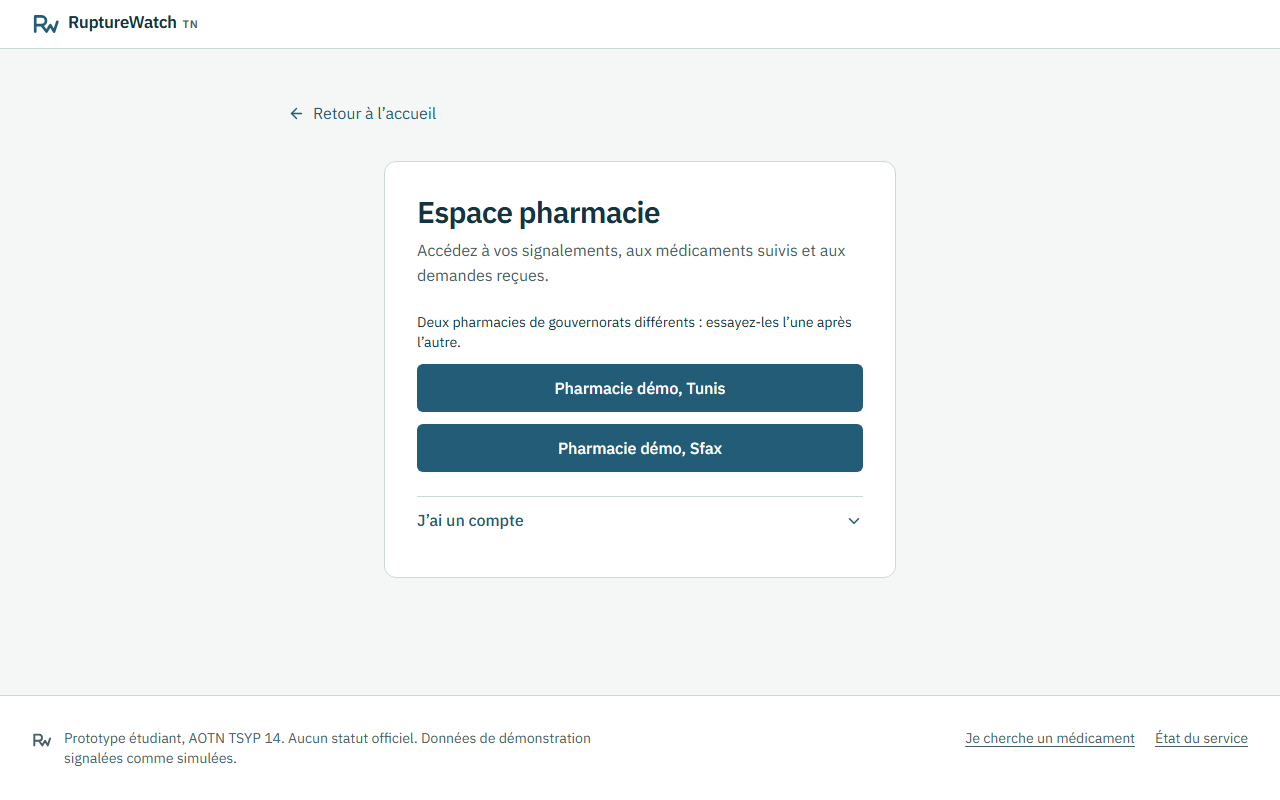 RuptureWatch TN
Retour à l’accueil
Espace pharmacie
Accédez à vos signalements, aux médicaments suivis et aux
demandes reçues.
Deux pharmacies de gouvernorats différents : essayez-les l’une après
l’autre.
Pharmacie démo, Tunis
Pharmacie démo, Sfax
J’ai un compte
Prototype étudiant, AOTN TSYP 14. Aucun statut officiel. Données de démonstration
signalées comme simulées.
Je cherche un médicament
État du service